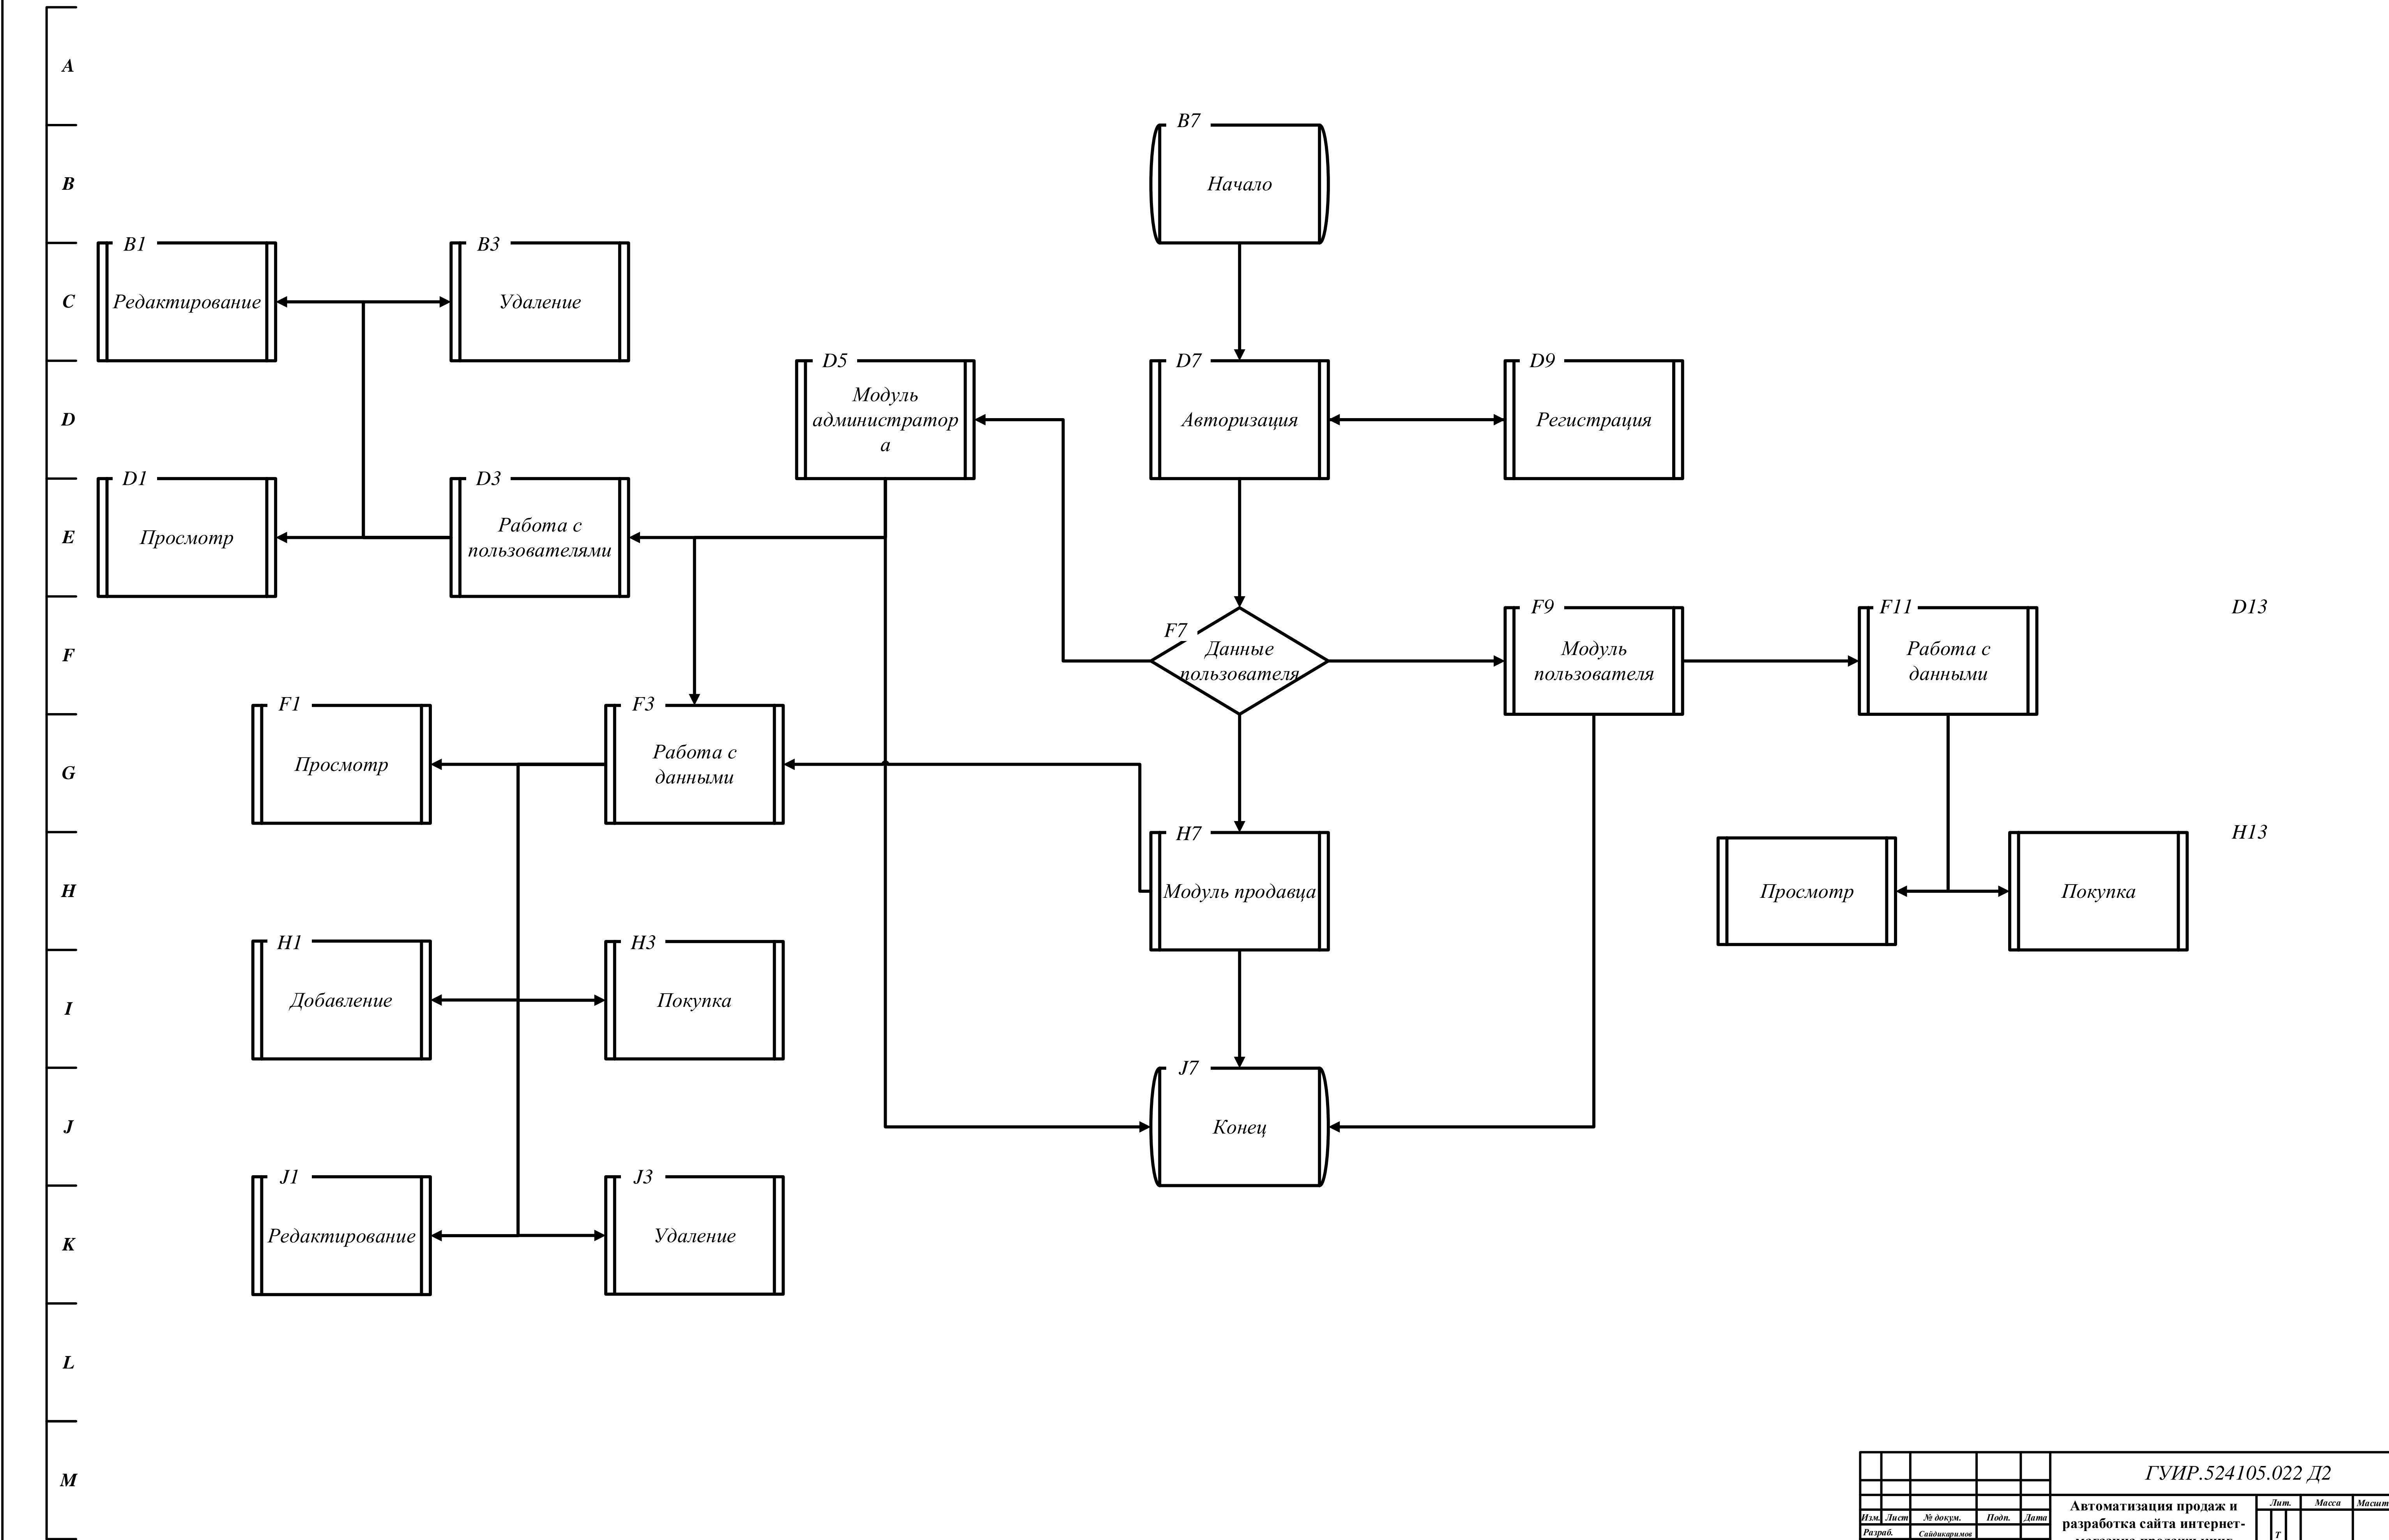 A
B7
B
Начало
B1
B3
C
Редактирование
Удаление
D5
D7
D9
Модуль
администратор
а
D
Авторизация
Регистрация
D1
D3
E
Просмотр
Работа с
пользователями
F7
F9
F11
D13
F
Данные
пользователя
Модуль
пользователя
Работа с
данными
F1
F3
G
Просмотр
Работа с
данными
H7
H13
H
Модуль продавца
Просмотр
Покупка
H1
H3
I
Добавление
Покупка
J7
J
Конец
J1
J3
K
Редактирование
Удаление
L
M
ГУИР.524105.022 Д2
Автоматизация продаж и
разработка сайта интернет-
Лит.
Масса
Изм.
Лист
№ докум.
Подп.
Дата
Разраб.
Сайдикаримов
Т